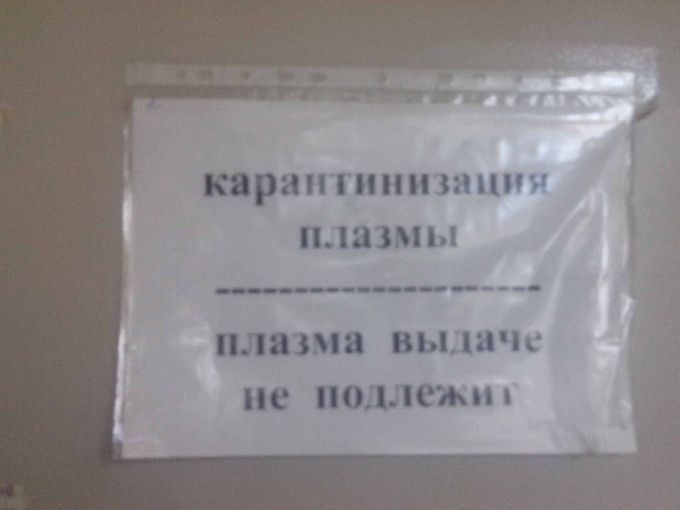 карантинизация
плазмы
---------------------
плазма выдаче
не подлежит